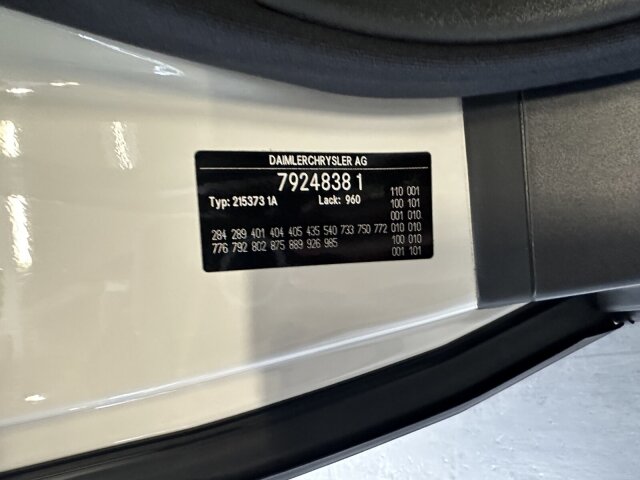 DAIMLERCHRYSLER AG
7924838 1
Typ: 215373 1A Lack: 960
110 001
100 101
001 010
284 289 401 404 405 435 540 733 750 772 010 010
776 792 802 875 889 926 985
100 010
001 101